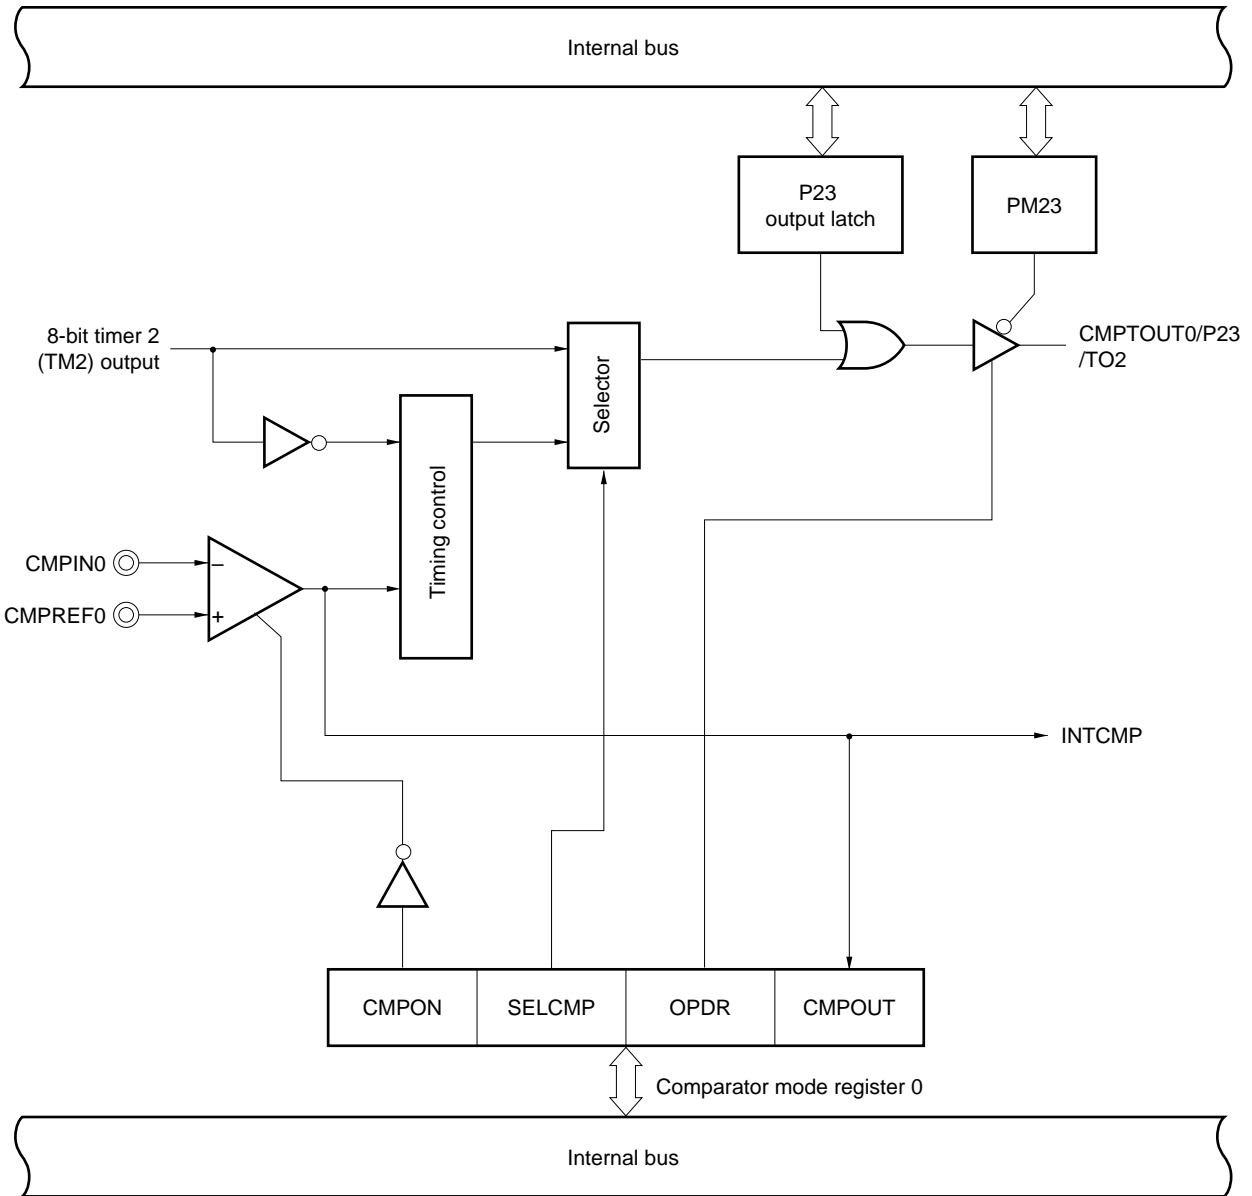 Internal bus
P23
output latch
PM23
8-bit timer 2
(TM2) output
Selector
CMPTOUT0/P23
/TO2
Timing control
CMPIN0
−
CMPREF0
+
INTCMP
CMPON
SELCMP
OPDR
CMPOUT
Comparator mode register 0
Internal bus